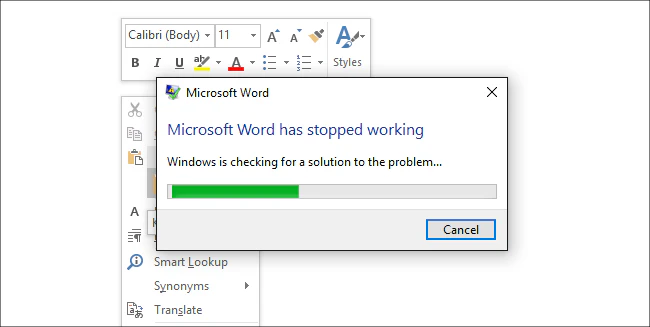 Calibri (Body) 11 A A A
B I U ab A Styles
Microsoft Word
Microsoft Word has stopped working
Windows is checking for a solution to the problem...
Cancel
A
Smart Lookup
Synonyms
Translate